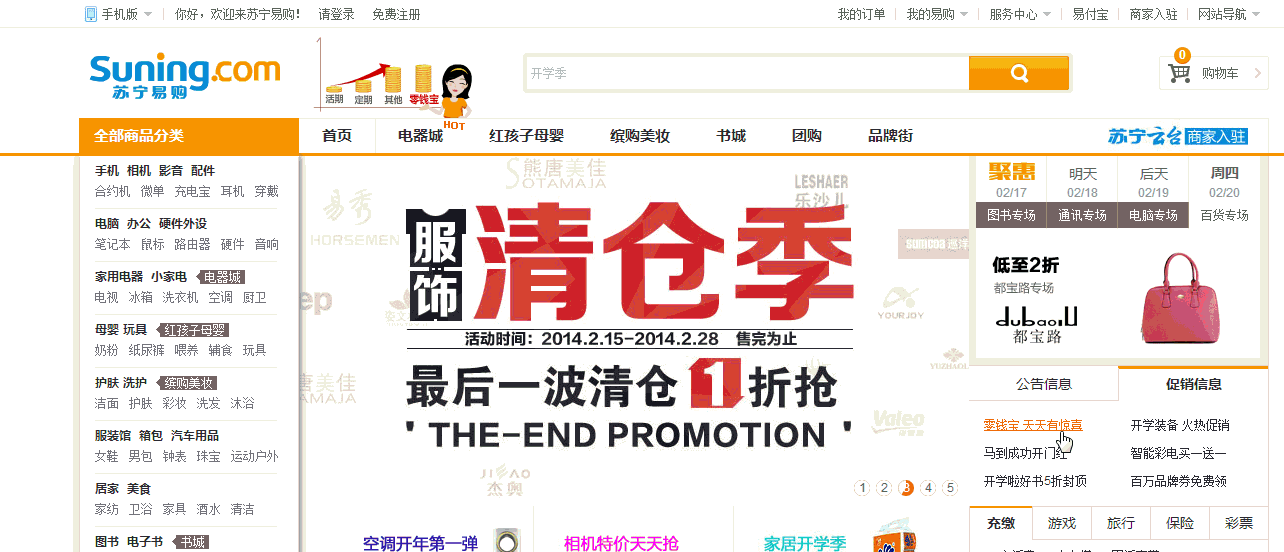 手机版 你好，欢迎来苏宁易购！ 请登录 免费注册 我的订单 我的易购 服务中心 易付宝 商家入驻 网站导航
Suning.com
苏宁易购
活期 定期 其他 零钱宝
HOT
开学季
0
购物车
全部商品分类 首页 电器城 红孩子母婴 缤购美妆 书城 团购 品牌街 苏宁云台 商家入驻
手机 相机 影音 配件
合约机 微单 充电宝 耳机 穿戴
电脑 办公 硬件外设
笔记本 鼠标 路由器 硬件 音响
家用电器 小家电 电器城
电视 冰箱 洗衣机 空调 厨卫
母婴 玩具 红孩子母婴
奶粉 纸尿裤 喂养 辅食 玩具
护肤 洗护 缤购美妆
洁面 护肤 彩妆 洗发 沐浴
服装馆 箱包 汽车用品
女鞋 男包 钟表 珠宝 运动户外
居家 美食
家纺 卫浴 家具 酒水 清洁
图书 电子书 书城
熊唐美佳
SOTAMAJA
易秀
HORSEMEN
LESHAER
乐沙儿
sumcoa
YOURJOY
唐美佳
AMAJA
Valeo
JIEAO
杰奥
服饰 清仓季
活动时间：2014.2.15-2014.2.28 售完为止
最后一波清仓1折抢
' THE-END PROMOTION '
1 2 3 4 5
空调开年第一弹 相机特价天天抢 家居开学季
聚惠 明天 后天 周四
02/17 02/18 02/19 02/20
图书专场 通讯专场 电脑专场 百货专场
低至2折
都宝路专场
dubaolu
都宝路
公告信息 促销信息
零钱宝 天天有惊喜 开学装备 火热促销
马到成功开门红 智能彩电买一送一
开学啦好书5折封顶 百万品牌券免费领
充缴 游戏 旅行 保险 彩票